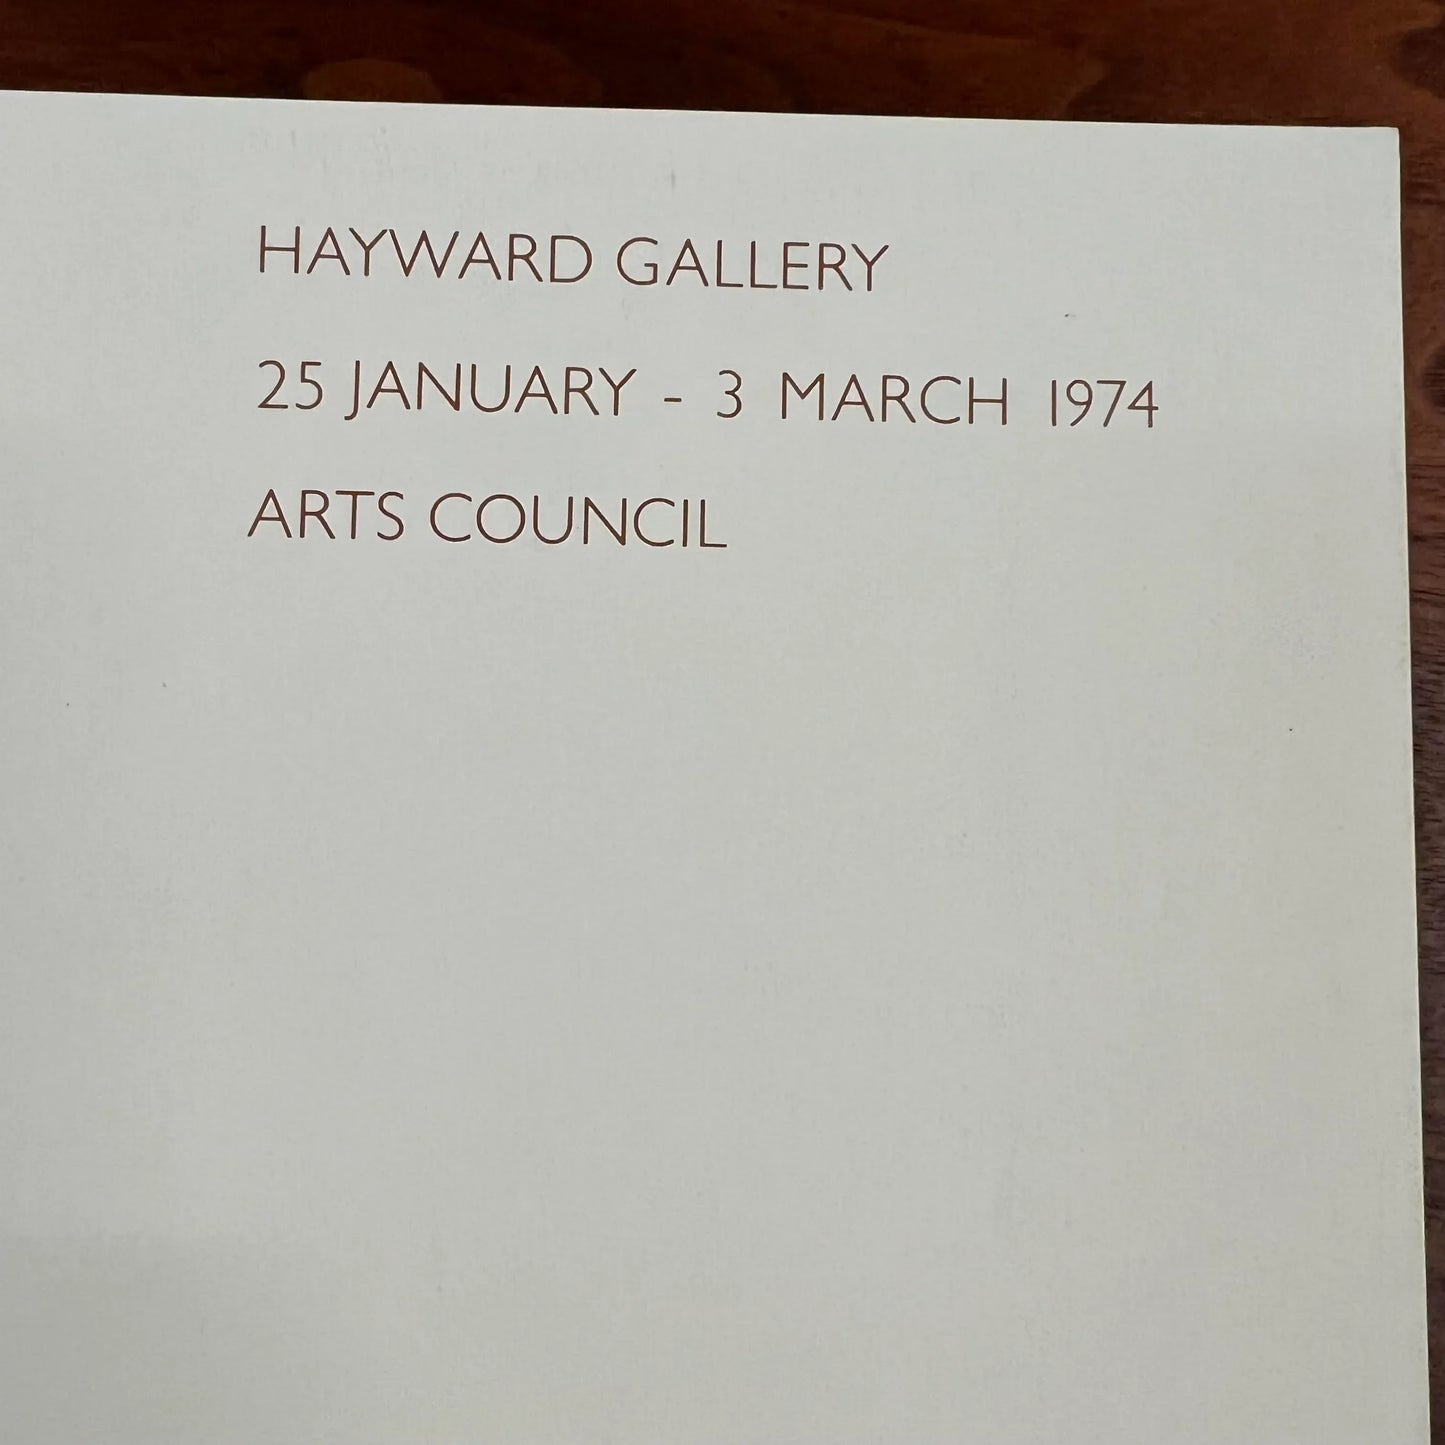 HAYWARD GALLERY
25 JANUARY - 3 MARCH 1974
ARTS COUNCIL